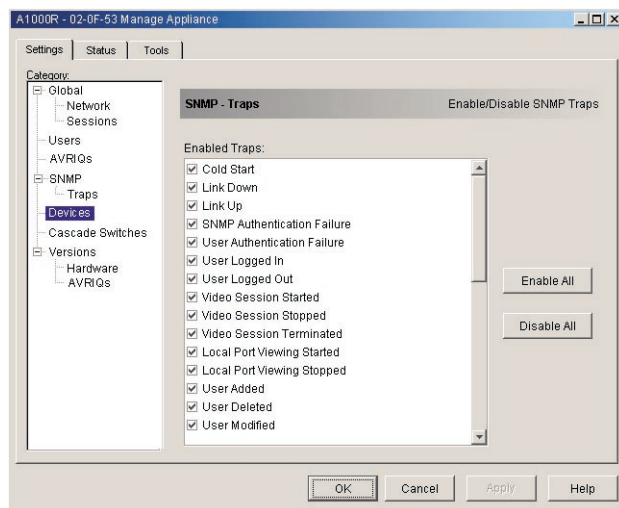 A1000R - 02-0F-53 Manage Appliance
Settings
Status
Tools
Category:
Global
Network
Sessions
Users
AVRIQs
SNMP
Traps
Devices
Cascade Switches
Versions
Hardware
AVRIQs
SNMP - Traps
Enable/Disable SNMP Traps
Enabled Traps:
Cold Start
Link Down
Link Up
SNMP Authentication Failure
User Authentication Failure
User Logged In
User Logged Out
Video Session Started
Video Session Stopped
Video Session Terminated
Local Port Viewing Started
Local Port Viewing Stopped
User Added
User Deleted
User Modified
Enable All
Disable All
OK
Cancel
Apply
Help